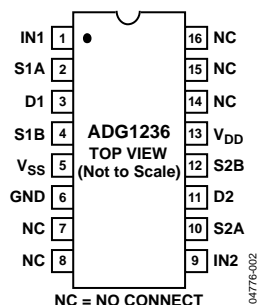 IN1 1 16 NC
S1A 2 15 NC
D1 3 14 NC
S1B 4 ADG1236 13 VDD
VSS 5 TOP VIEW 12 S2B
GND 6 (Not to Scale) 11 D2
NC 7 10 S2A
NC 8 9 IN2
NC = NO CONNECT
04776-002